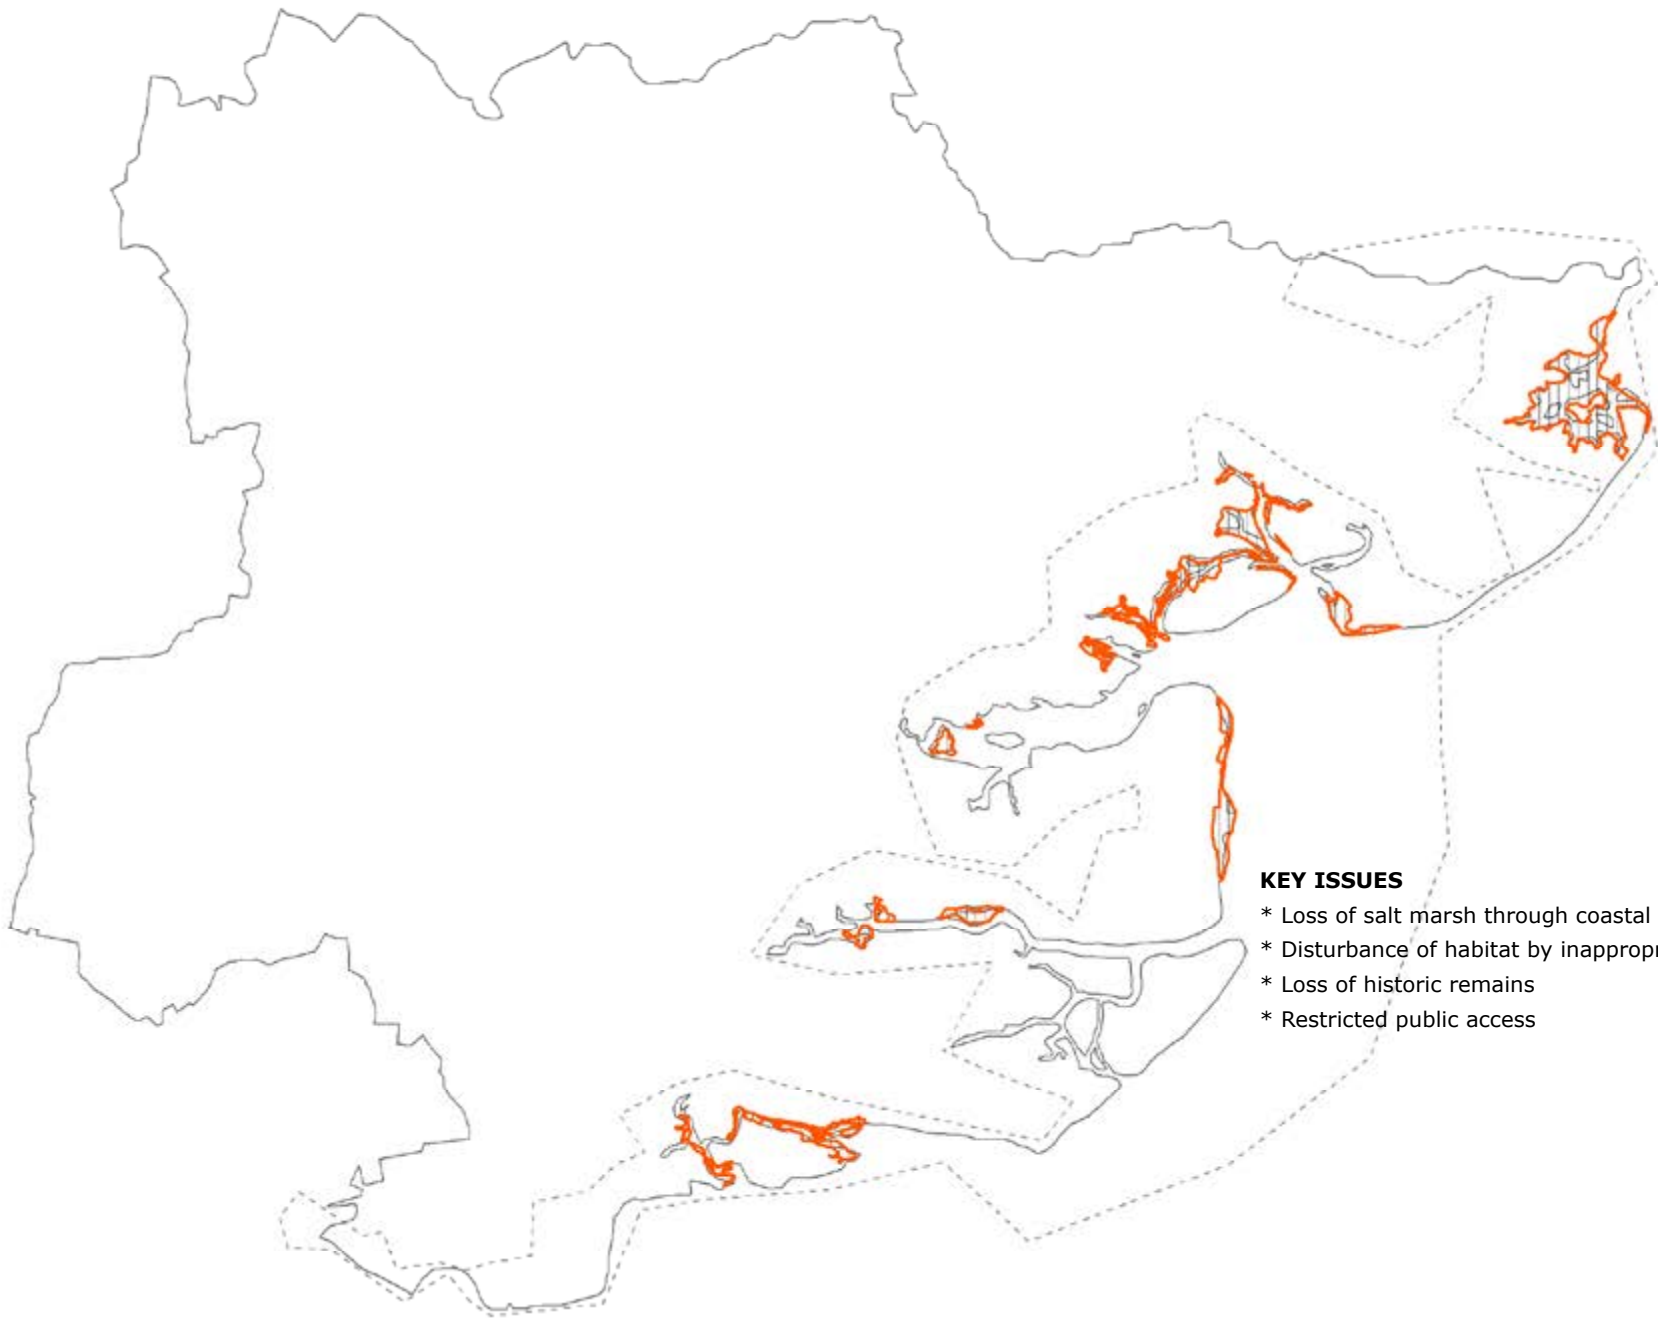 KEY ISSUES
* Loss of salt marsh through coastal
* Disturbance of habitat by inappropr
* Loss of historic remains
* Restricted public access